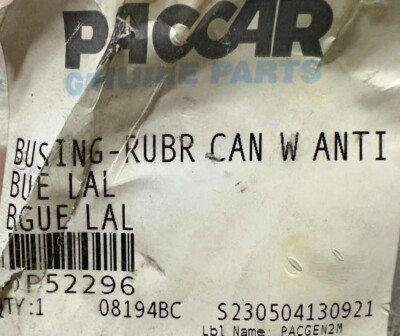 PACCAR
GENUINE PARTS
BUSING-RUBR CAN W ANTI
BUE LAL
BGUE LAL
P52296
QTY:1 08194BC S230504130921
Lbl Name: PACGEN2M